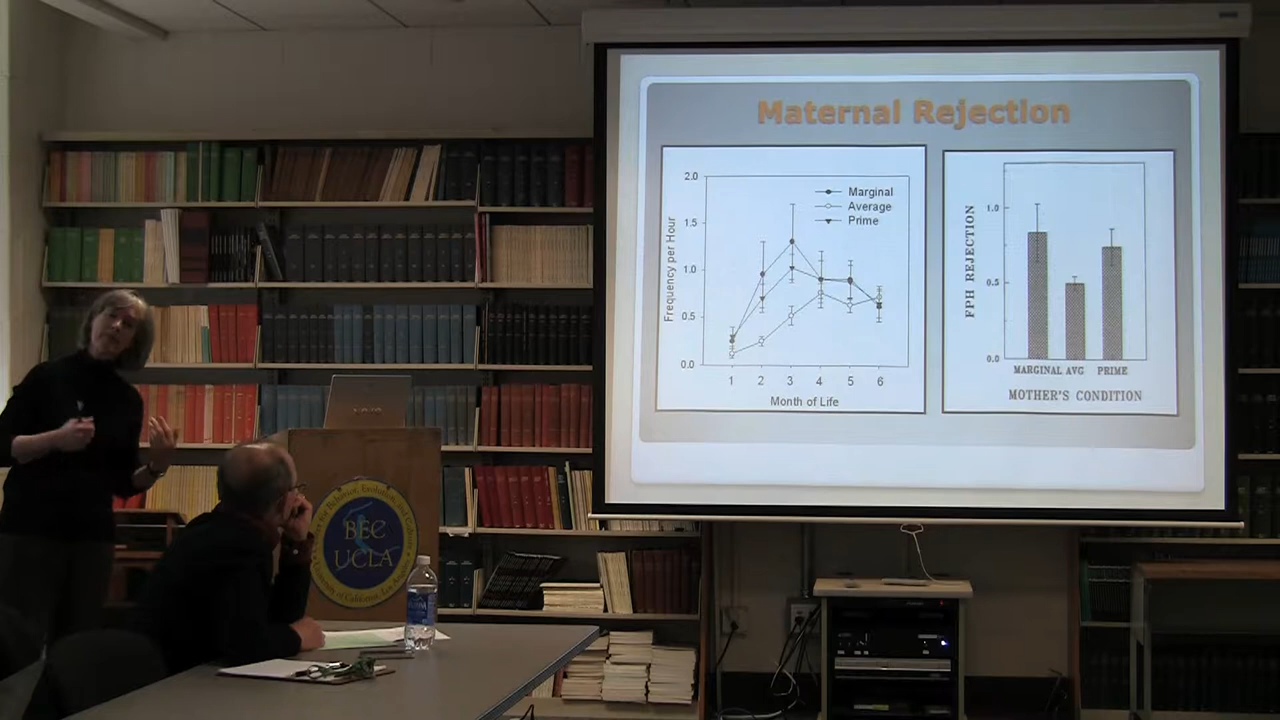 Maternal Rejection
2.0
1.5
1.0
0.5
0.0
Frequency per Hour
Marginal
Average
Prime
1 2 3 4 5 6
Month of Life
FPH REJECTION
1.0
0.5
0.0
MARGINAL AVG PRIME
MOTHER'S CONDITION
VAIO
BEC
UCLA